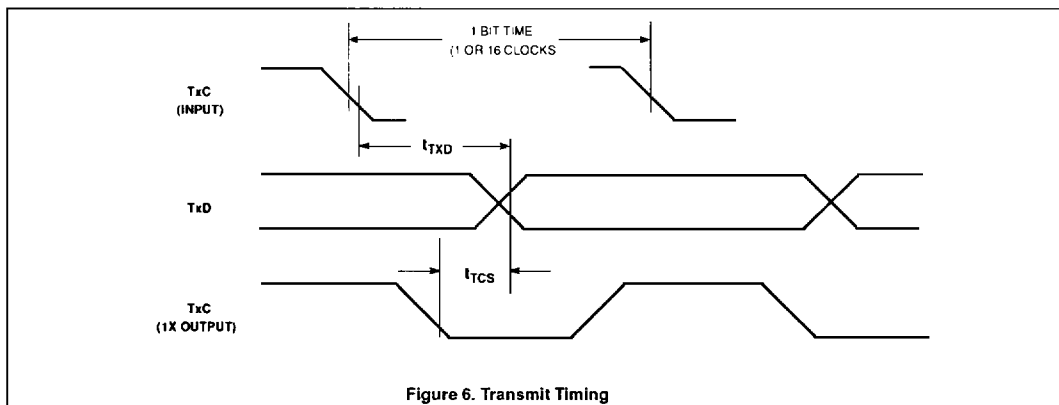 1 BIT TIME
(1 OR 16 CLOCKS
TxC
(INPUT)
tTXD
TxD
tTCS
TxC
(1X OUTPUT)
Figure 6. Transmit Timing